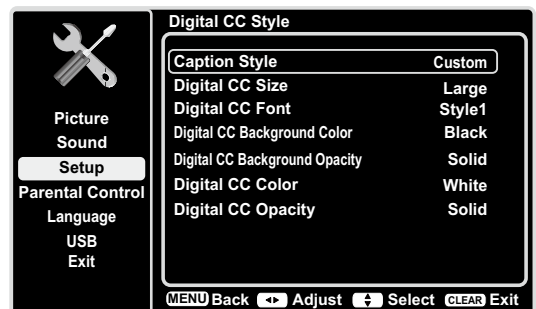 Digital CC Style
Picture
Sound
Setup
Parental Control
Language
USB
Exit
Caption Style Custom
Digital CC Size Large
Digital CC Font Style1
Digital CC Background Color Black
Digital CC Background Opacity Solid
Digital CC Color White
Digital CC Opacity Solid
MENU Back Adjust Select CLEAR Exit